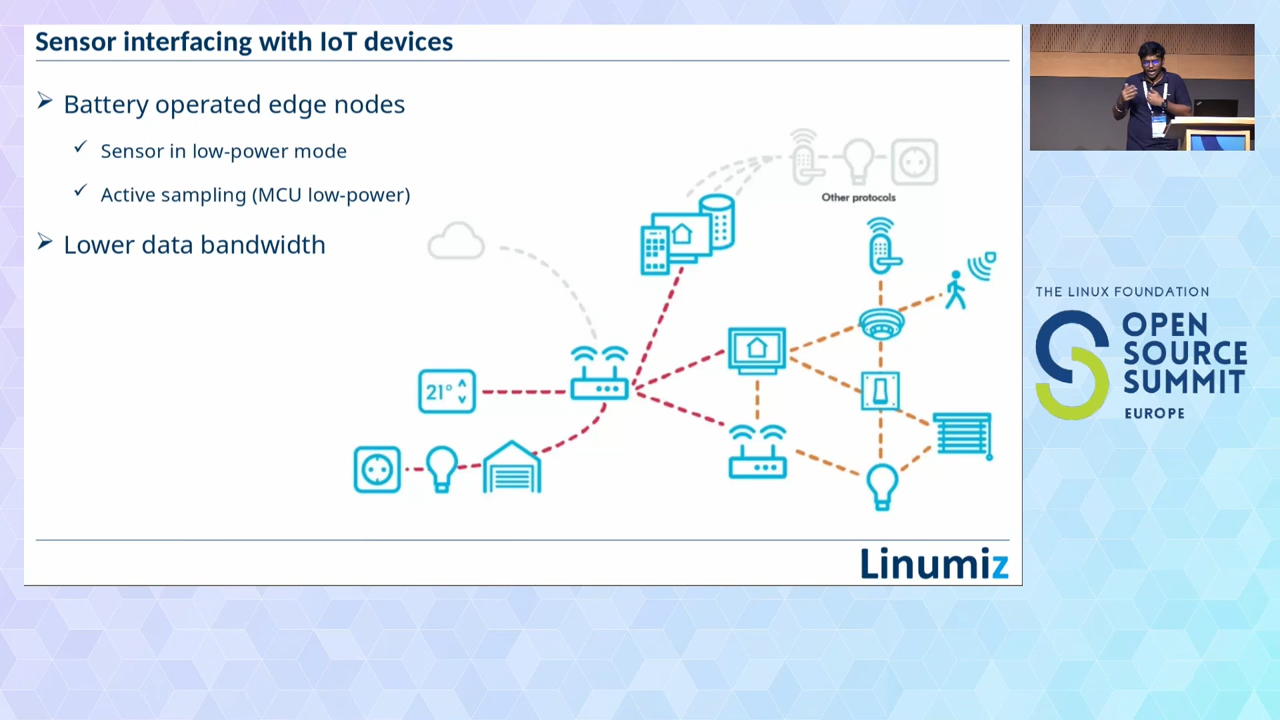 Sensor interfacing with IoT devices
Battery operated edge nodes
Sensor in low-power mode
Active sampling (MCU low-power)
Lower data bandwidth
Other protocols
21°
Linumiz
THE LINUX FOUNDATION
OPEN
SOURCE
SUMMIT
EUROPE